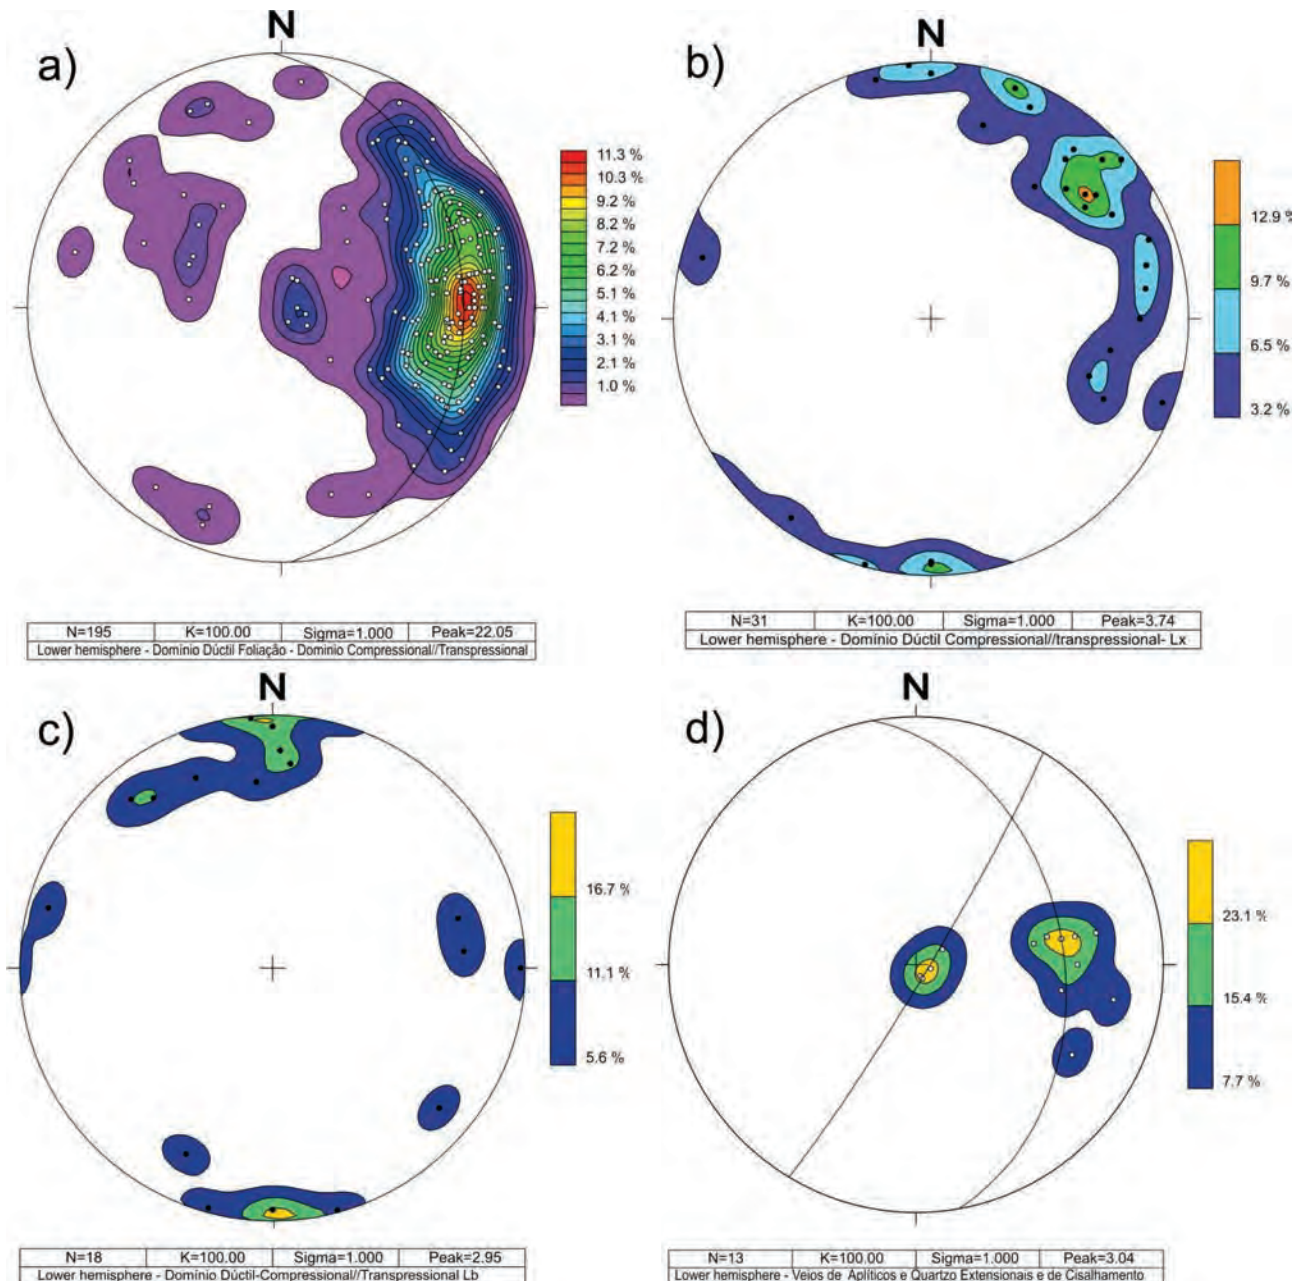 N
a)
11.3 %
10.3 %
9.2 %
8.2 %
7.2 %
6.2 %
5.1 %
4.1 %
3.1 %
2.1 %
1.0 %
N=195 K=100.00 Sigma=1.000 Peak=22.05
Lower hemisphere - Domínio Dúctil Foliação - Dominio Compressional//Transpressional
N
b)
12.9 %
9.7 %
6.5 %
3.2 %
N=31 K=100.00 Sigma=1.000 Peak=3.74
Lower hemisphere - Domínio Dúctil Compressional//transpressional- Lx
N
c)
16.7 %
11.1 %
5.6 %
N=18 K=100.00 Sigma=1.000 Peak=2.95
Lower hemisphere - Domínio Dúctil-Compressional//Transpressional Lb
N
d)
23.1 %
15.4 %
7.7 %
N=13 K=100.00 Sigma=1.000 Peak=3.04
Lower hemisphere - Veios de Aplíticos e Quartzo Extensionais e de Cisalhamento